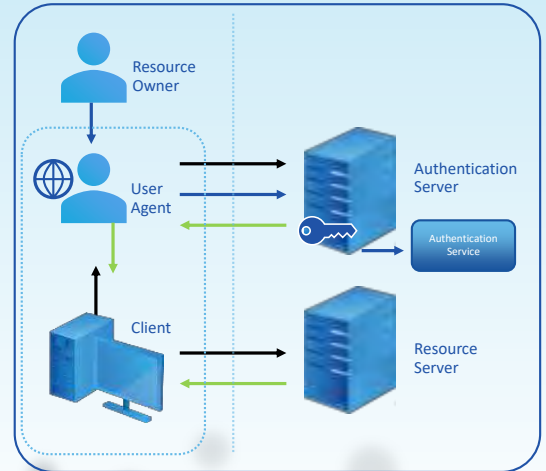 Resource
Owner
User
Agent
Authentication
Server
Authentication
Service
Client
Resource
Server